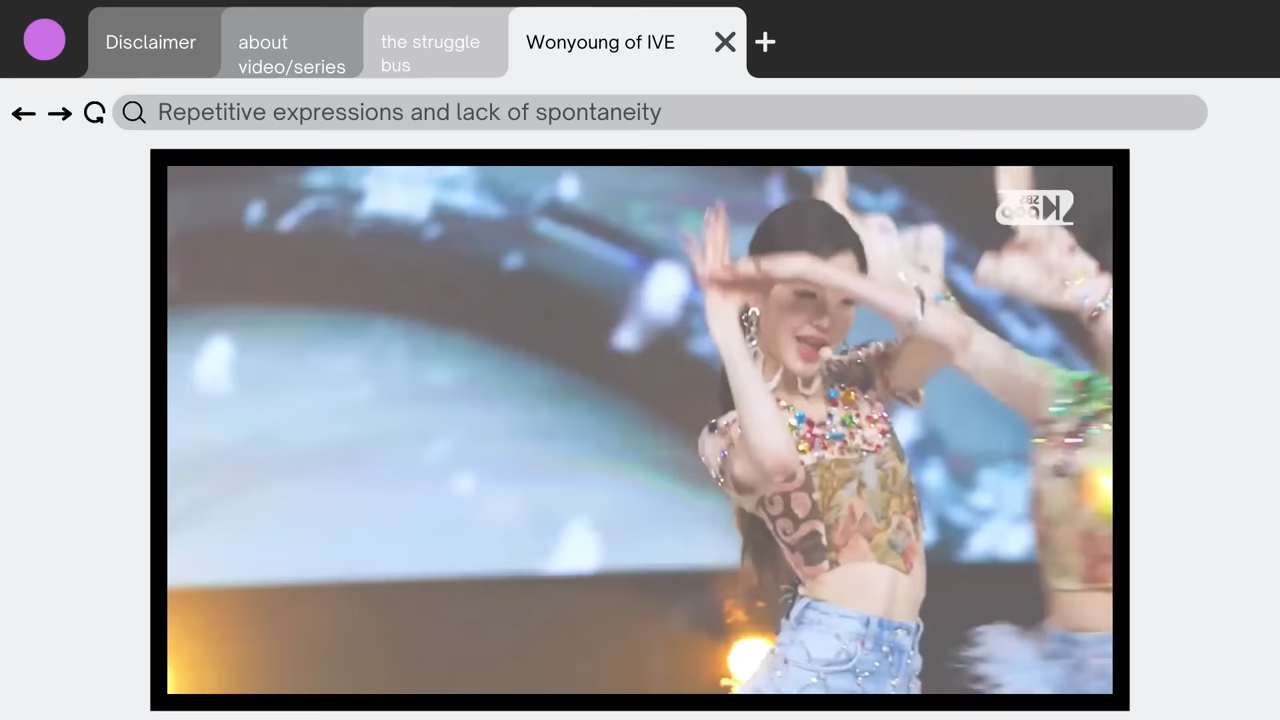 Disclaimer
about
video/series
the struggle
bus
Wonyoung of IVE
Repetitive expressions and lack of spontaneity